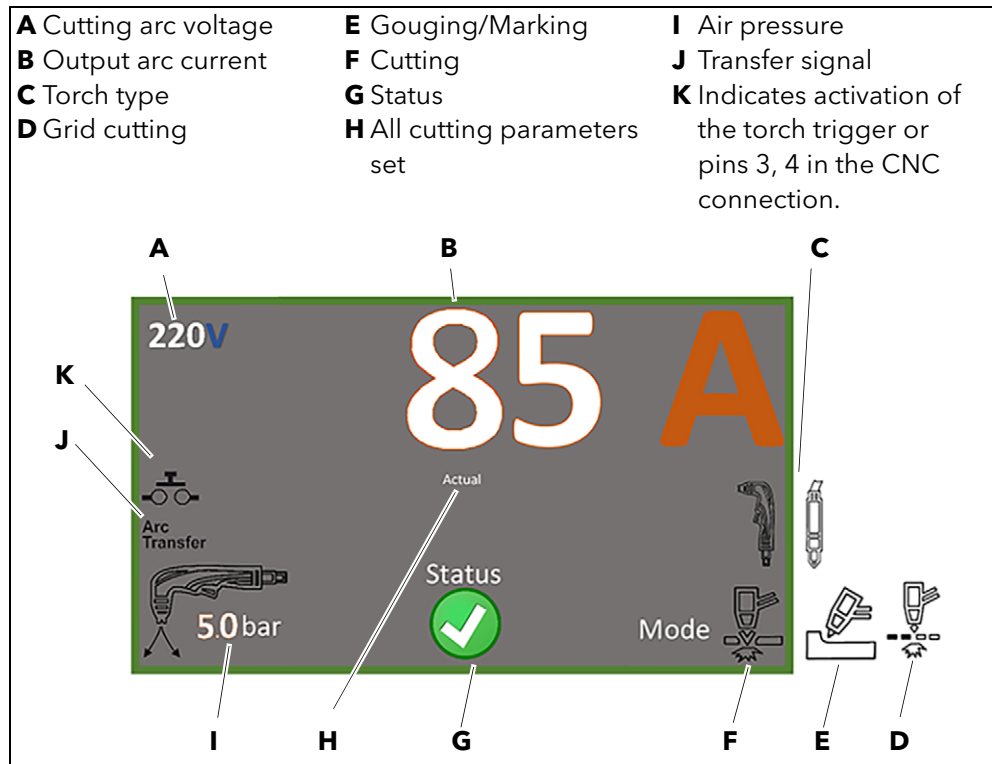 A Cutting arc voltage
B Output arc current
C Torch type
D Grid cutting
E Gouging/Marking
F Cutting
G Status
H All cutting parameters
set
I Air pressure
J Transfer signal
K Indicates activation of
the torch trigger or
pins 3, 4 in the CNC
connection.
A
B
C
220V
85 A
K
J
Actual
Arc
Transfer
Status
5.0 bar
Mode
I
H
G
F
E
D